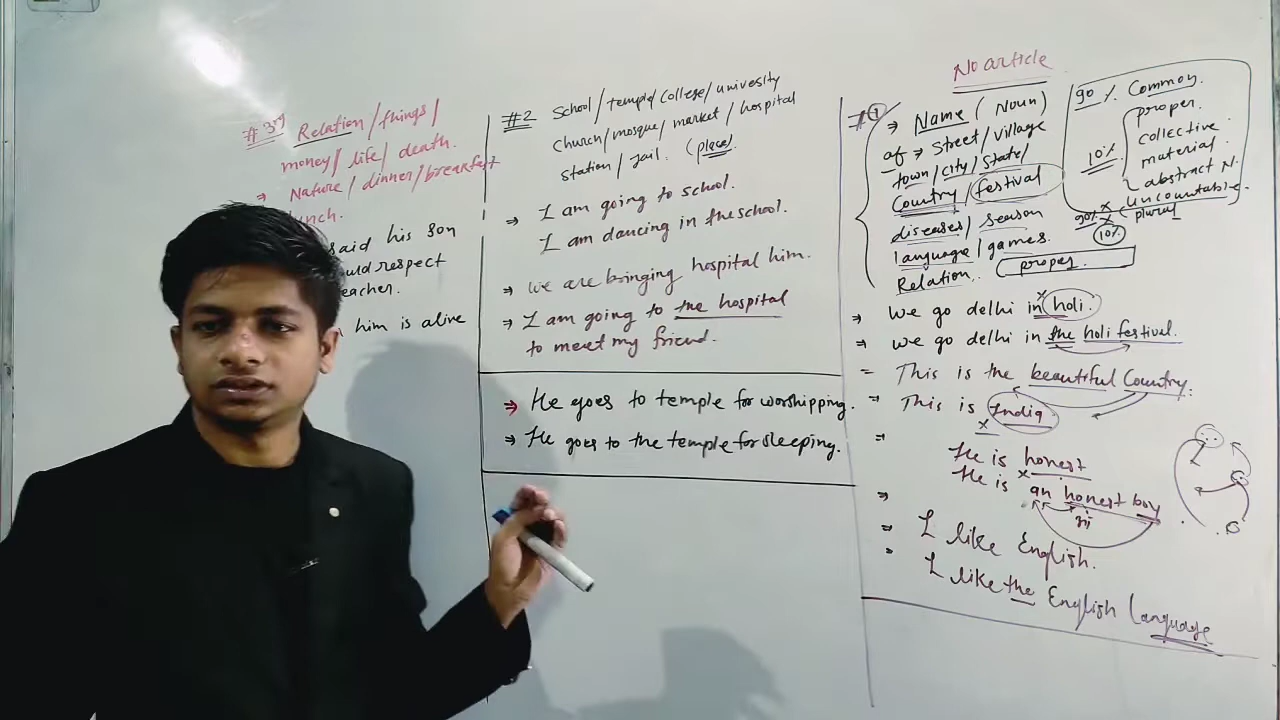 No article
#3rd Relation / things /
money / life / death.
⇒ Nature / dinner / breakfast
said his son
respect
him is alive
#2 School / temple / college / univesity
church / mosque / market / hospital
station / jail. (place)
⇒ I am going to school.
I am dancing in the school.
⇒ we are bringing hospital him.
⇒ I am going to the hospital
to meet my friend.
⇒ He goes to temple for worshipping.
⇒ He goes to the temple for sleeping.
#1 ⇒ Name (Noun)
of ⇒ street / village
town / city / state /
Country / festival
diseases / season
language / games
Relation. (proper.
90% Common.
proper.
collective.
10% material.
abstract N.
90% x uncountable.
10% plural
⇒ we go delhi in x holi.
⇒ we go delhi in the holi festival.
= This is the beautiful Country.
⇒ This is India
x
⇒ He is honest
He is x an honest boy
⇒ I like English.
I like the English language